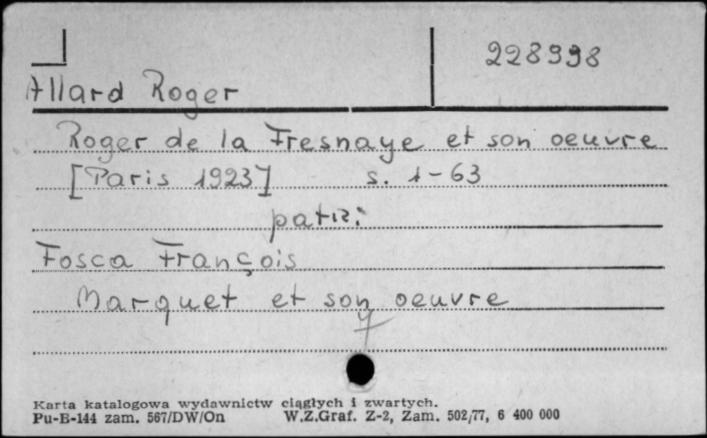 228998
Allard Roger
Roger de la Fresnaye et son oeuvre
[Paris 1923] s. 1-63
patrz:
Fosca François
Marquet et son oeuvre
Karta katalogowa wydawnictw ciągłych i zwartych.
Pu-B-144 zam. 567/DW/On W.Z.Graf. Z-2, Zam. 502/77, 6 400 000